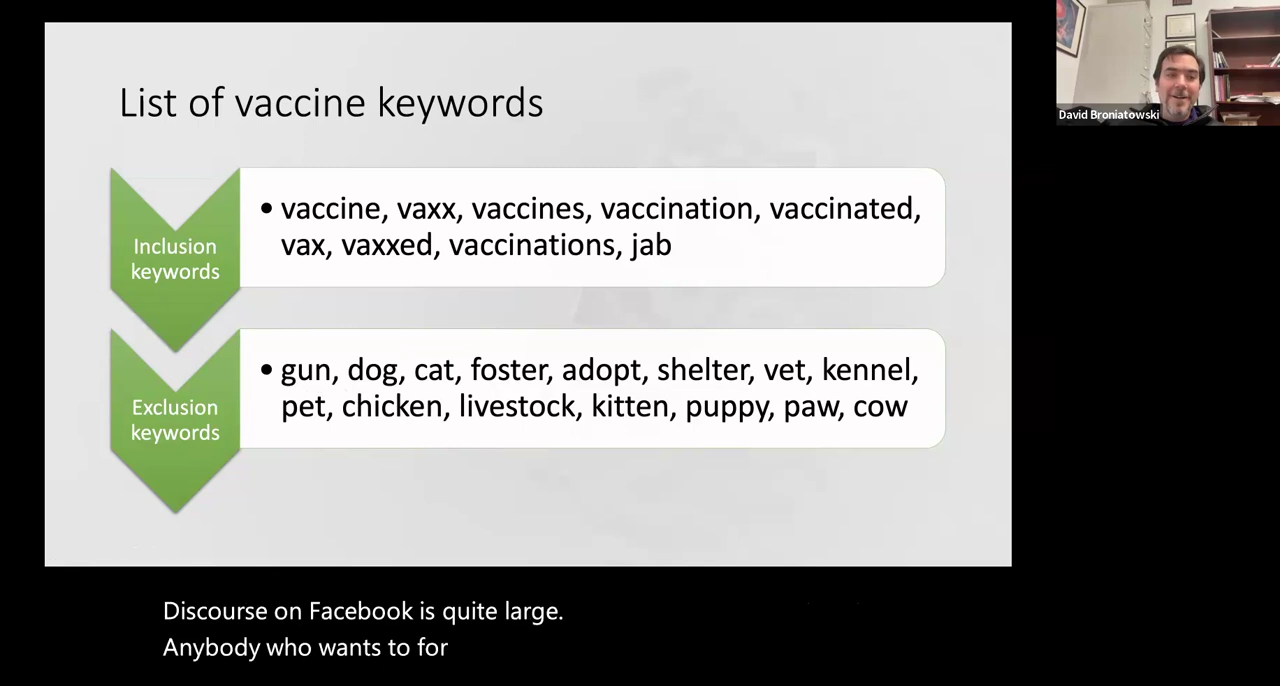 List of vaccine keywords
Inclusion
keywords
• vaccine, vaxx, vaccines, vaccination, vaccinated,
vax, vaxxed, vaccinations, jab
Exclusion
keywords
• gun, dog, cat, foster, adopt, shelter, vet, kennel,
pet, chicken, livestock, kitten, puppy, paw, cow
David Broniatowski
Discourse on Facebook is quite large.
Anybody who wants to for